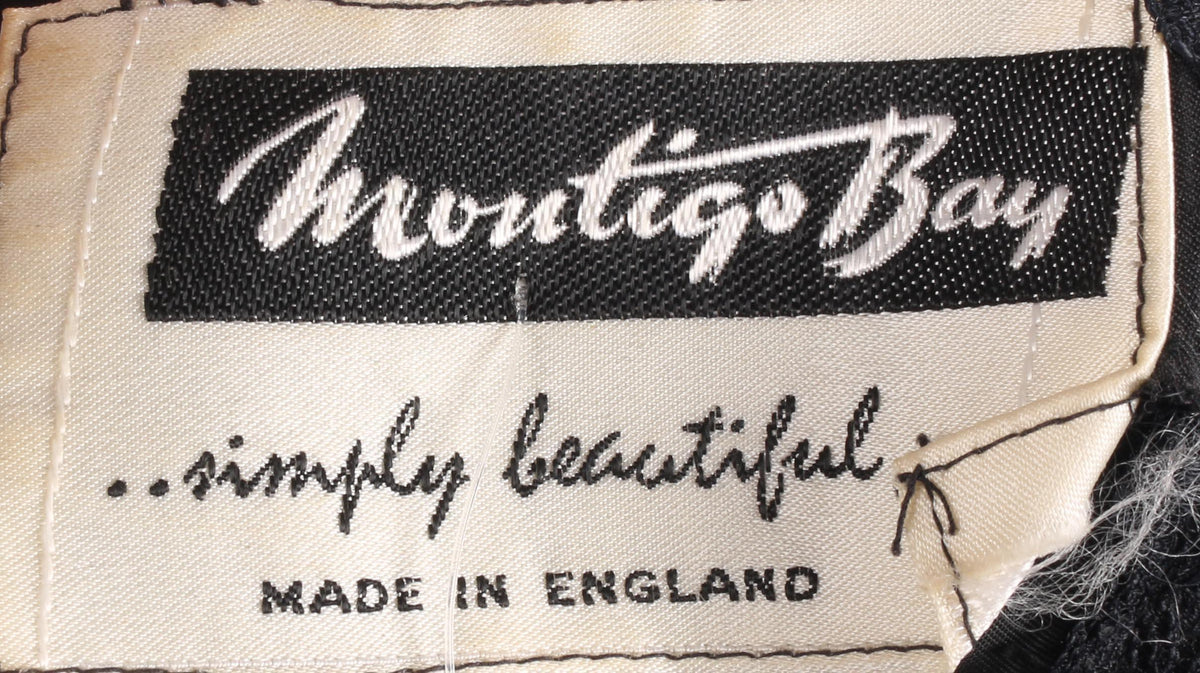 Montigo Bay
..simply beautiful.
MADE IN ENGLAND